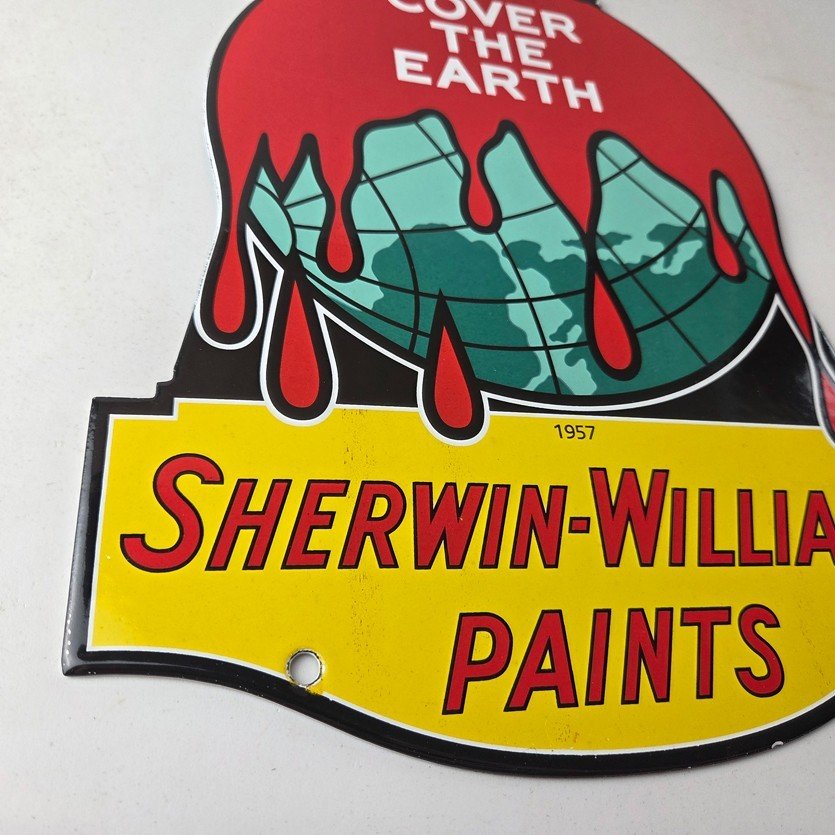 COVER
THE
EARTH
1957
SHERWIN-WILLIA
PAINTS